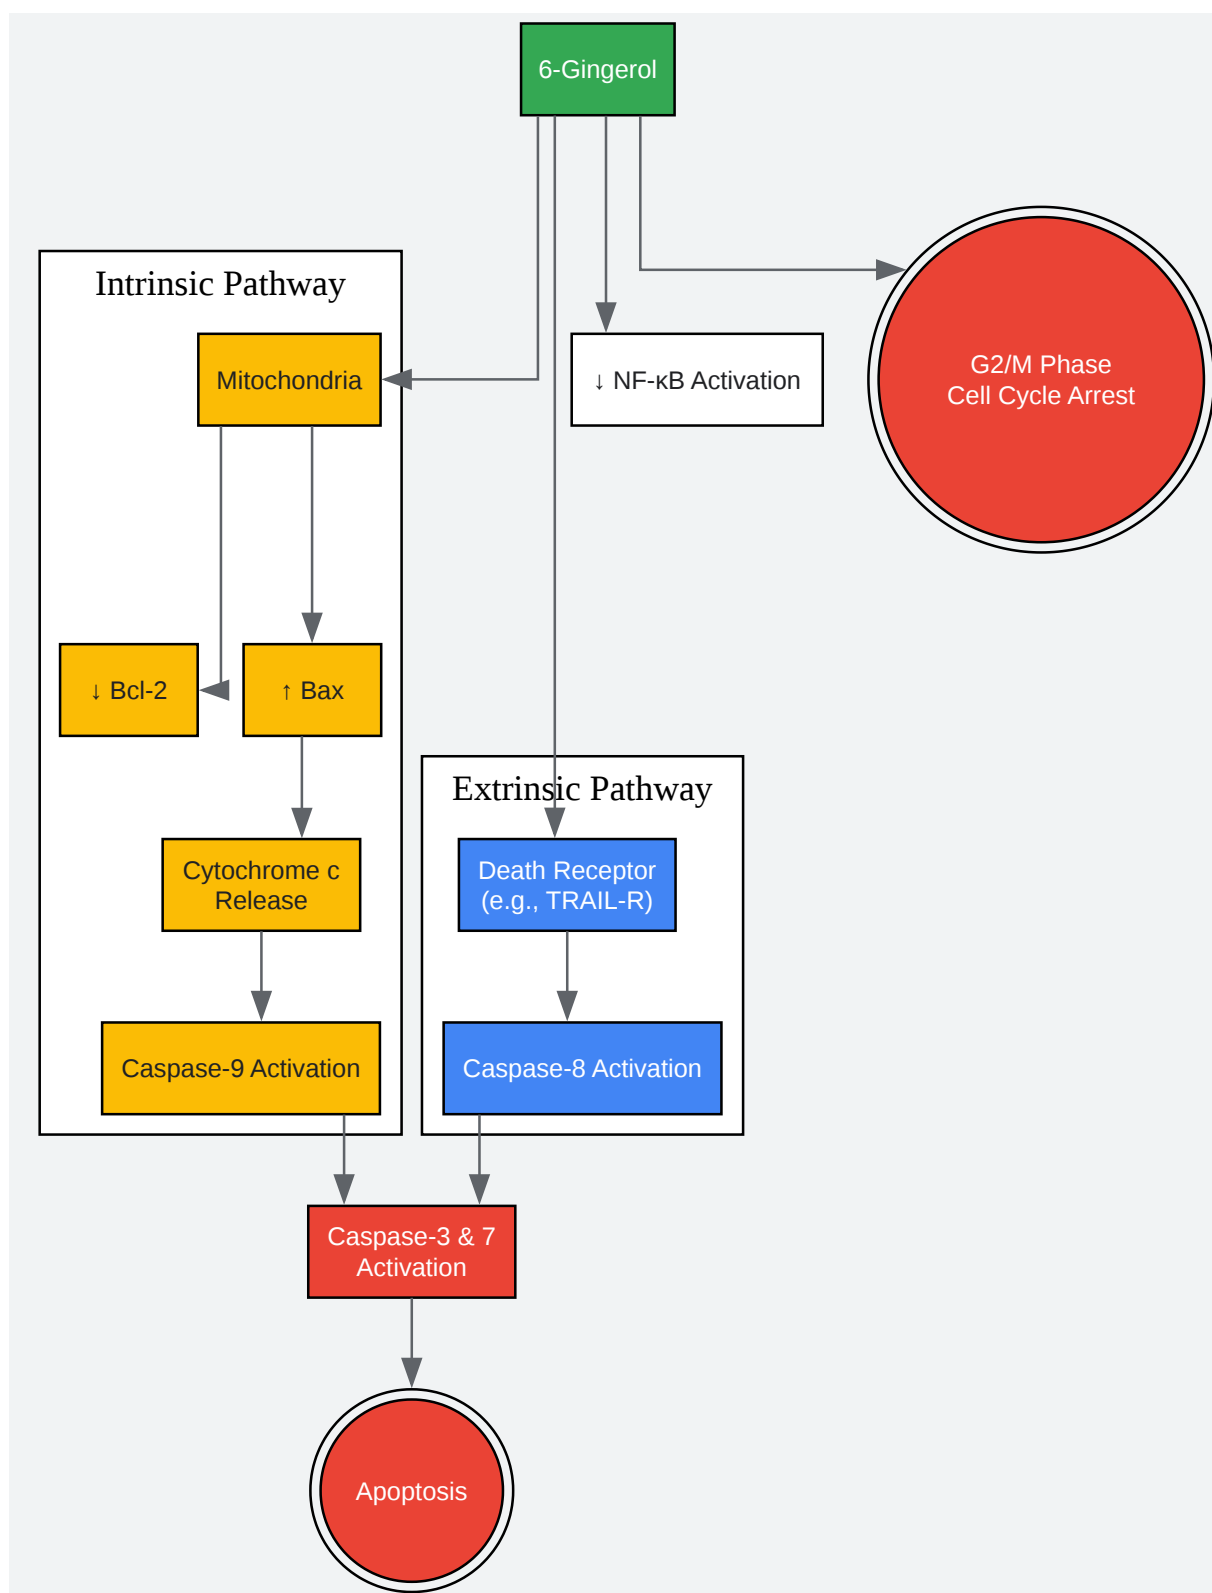 6-Gingerol
Intrinsic Pathway
Mitochondria
↓ NF-κB Activation
G2/M Phase
Cell Cycle Arrest
↓ Bcl-2
↑ Bax
Extrinsic Pathway
Cytochrome c
Release
Death Receptor
(e.g., TRAIL-R)
Caspase-9 Activation
Caspase-8 Activation
Caspase-3 & 7
Activation
Apoptosis